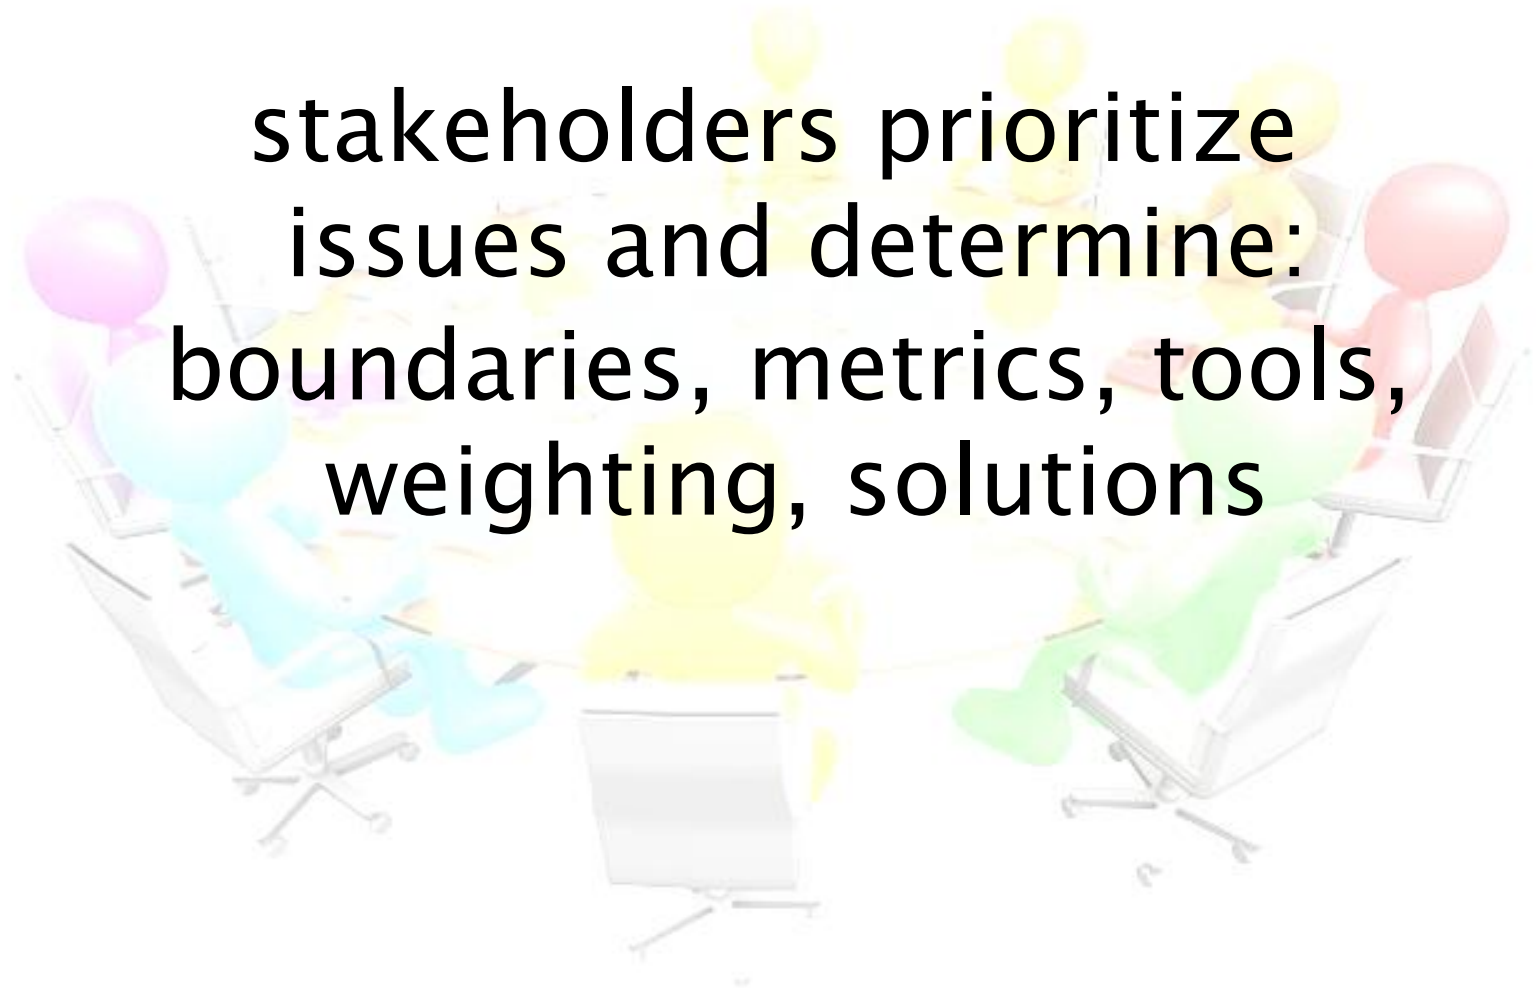 stakeholders prioritize
issues and determine:
boundaries, metrics, tools,
weighting, solutions